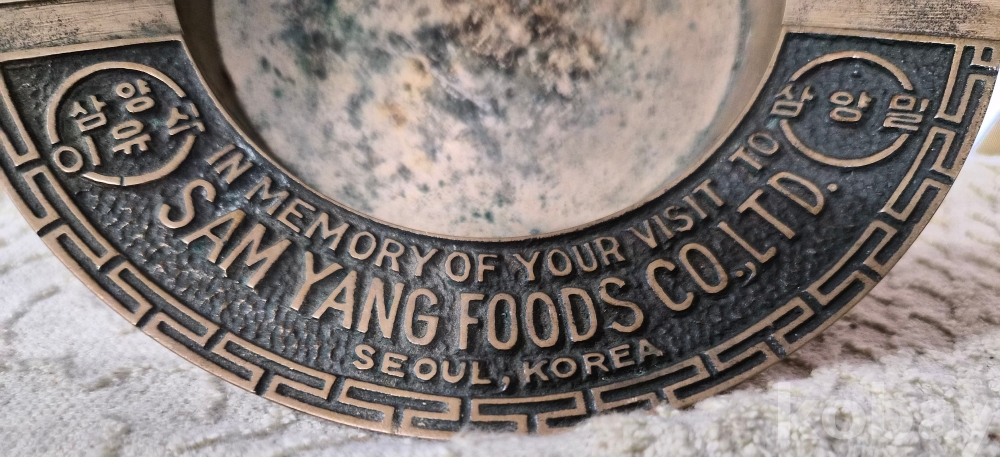 삼양식유
삼양밀
IN MEMORY OF YOUR VISIT TO
SAM YANG FOODS CO.,LTD.
SEOUL, KOREA